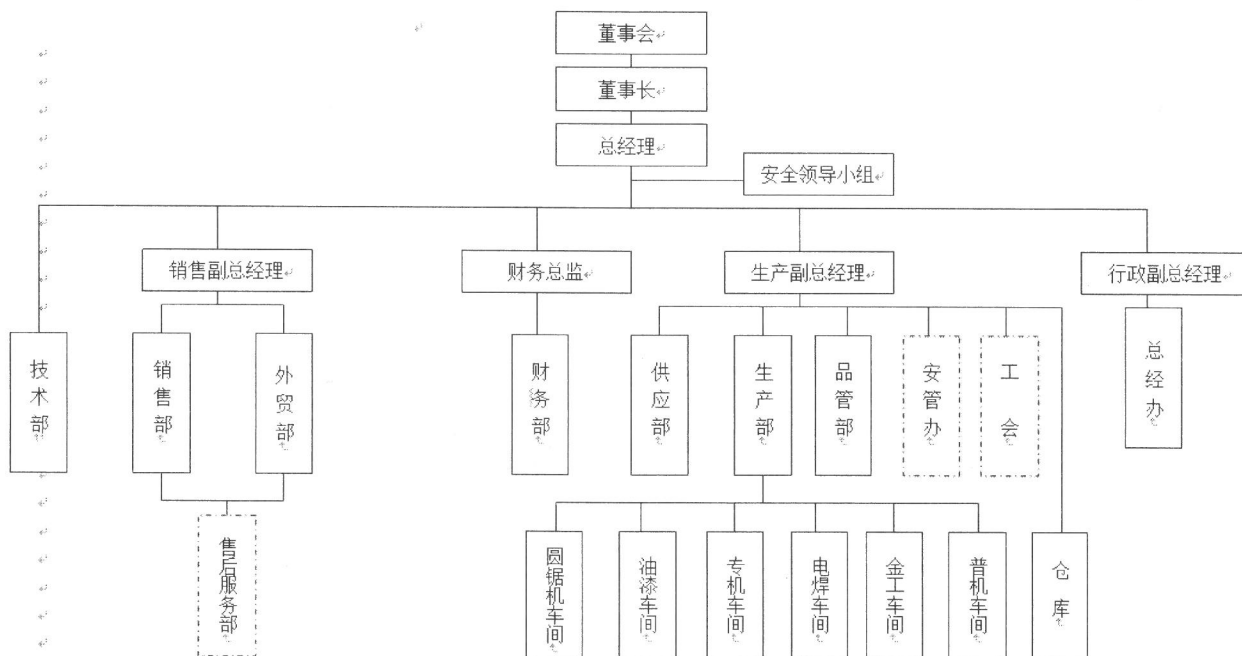 董事会
董事长
总经理
安全领导小组
销售副总经理
财务总监
生产副总经理
行政副总经理
技术部
销售部
外贸部
财务部
供应部
生产部
品管部
安管办
工会
总经办
售后服务部
圆锯机车间
油漆车间
专机车间
电焊车间
金工车间
普机车间
仓库